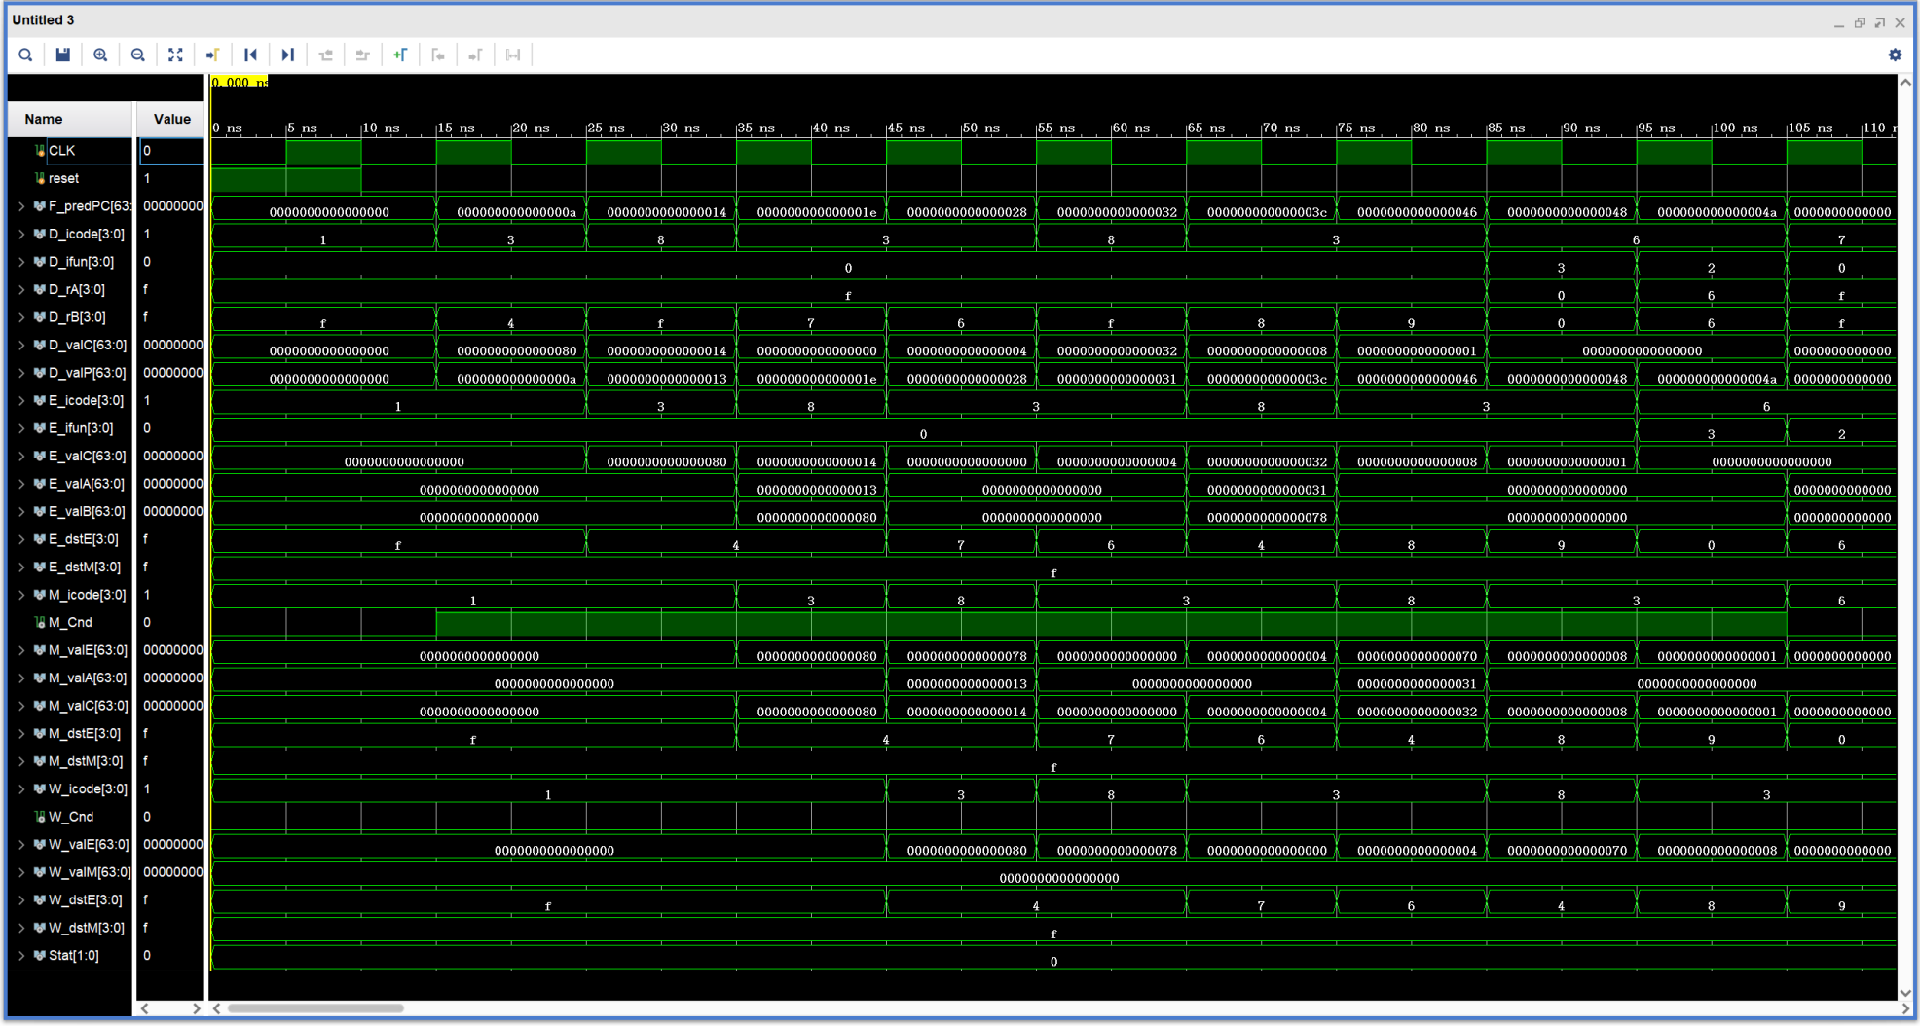 Untitled 3
0.000 ns
Name Value
0 ns 5 ns 10 ns 15 ns 20 ns 25 ns 30 ns 35 ns 40 ns 45 ns 50 ns 55 ns 60 ns 65 ns 70 ns 75 ns 80 ns 85 ns 90 ns 95 ns 100 ns 105 ns 110 n
CLK 0
reset 1
F_predPC[63: 00000000 0000000000000000 000000000000000a 0000000000000014 000000000000001e 0000000000000028 0000000000000032 000000000000003c 0000000000000046 0000000000000048 000000000000004a 000000000000
D_icode[3:0] 1 1 3 8 3 8 3 6 7
D_ifun[3:0] 0 0 3 2 0
D_rA[3:0] f f 0 6 f
D_rB[3:0] f f 4 f 7 6 f 8 9 0 6 f
D_valC[63:0] 00000000 0000000000000000 0000000000000080 0000000000000014 0000000000000000 0000000000000004 0000000000000032 0000000000000008 0000000000000001 0000000000000000 000000000000
D_valP[63:0] 00000000 0000000000000000 000000000000000a 0000000000000013 000000000000001e 0000000000000028 0000000000000031 000000000000003c 0000000000000046 0000000000000048 000000000000004a 000000000000
E_icode[3:0] 1 1 3 8 3 8 3 6
E_ifun[3:0] 0 0 3 2
E_valC[63:0] 00000000 0000000000000000 0000000000000080 0000000000000014 0000000000000000 0000000000000004 0000000000000032 0000000000000008 0000000000000001 0000000000000000
E_valA[63:0] 00000000 0000000000000000 0000000000000013 0000000000000000 0000000000000031 0000000000000000 000000000000
E_valB[63:0] 00000000 0000000000000000 0000000000000080 0000000000000000 0000000000000078 0000000000000000 000000000000
E_dstE[3:0] f f 4 7 6 4 8 9 0 6
E_dstM[3:0] f f
M_icode[3:0] 1 1 3 8 3 8 3 6
M_Cnd 0
M_valE[63:0] 00000000 0000000000000000 0000000000000080 0000000000000078 0000000000000000 0000000000000004 0000000000000070 0000000000000008 0000000000000001 000000000000
M_valA[63:0] 00000000 0000000000000000 0000000000000013 0000000000000000 0000000000000031 0000000000000000
M_valC[63:0] 00000000 0000000000000000 0000000000000080 0000000000000014 0000000000000000 0000000000000004 0000000000000032 0000000000000008 0000000000000001 000000000000
M_dstE[3:0] f f 4 7 6 4 8 9 0
M_dstM[3:0] f f
W_icode[3:0] 1 1 3 8 3 8 3
W_Cnd 0
W_valE[63:0] 00000000 0000000000000000 0000000000000080 0000000000000078 0000000000000000 0000000000000004 0000000000000070 0000000000000008 000000000000
W_valM[63:0] 00000000 0000000000000000
W_dstE[3:0] f f 4 7 6 4 8 9
W_dstM[3:0] f f
Stat[1:0] 0 0